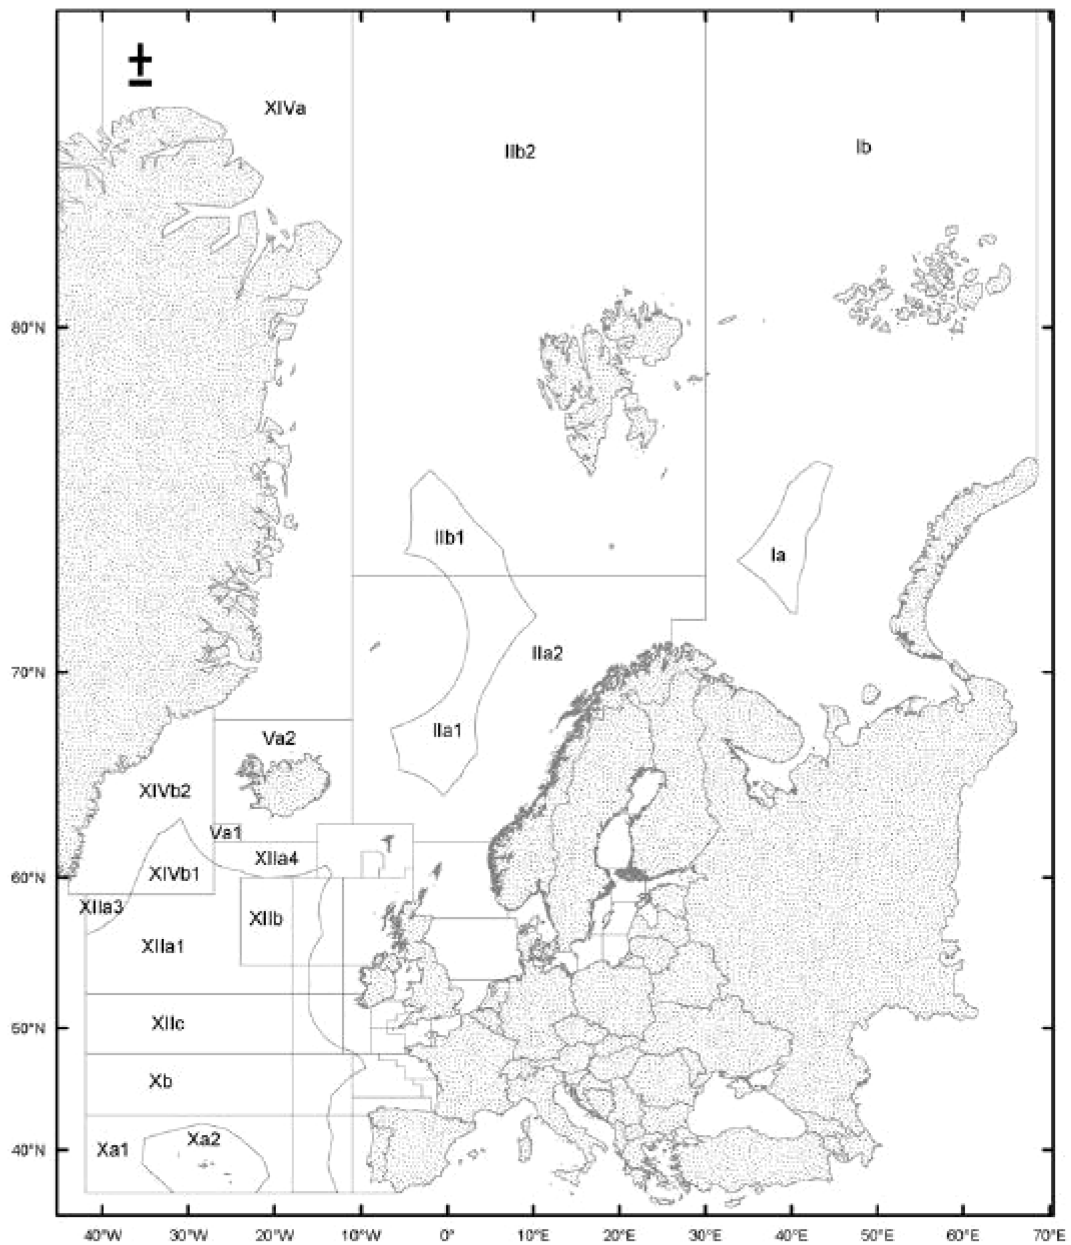 ±
XIVa
IIb2
Ib
80°N
IIb1
Ia
IIa2
70°N
IIa1
Va2
XIVb2
Va1
XIIa4
XIVb1
60°N
XIIa3
XIIb
XIIa1
XIIc
50°N
Xb
Xa2
Xa1
40°N
40°W 30°W 20°W 10°W 0° 10°E 20°E 30°E 40°E 50°E 60°E 70°E